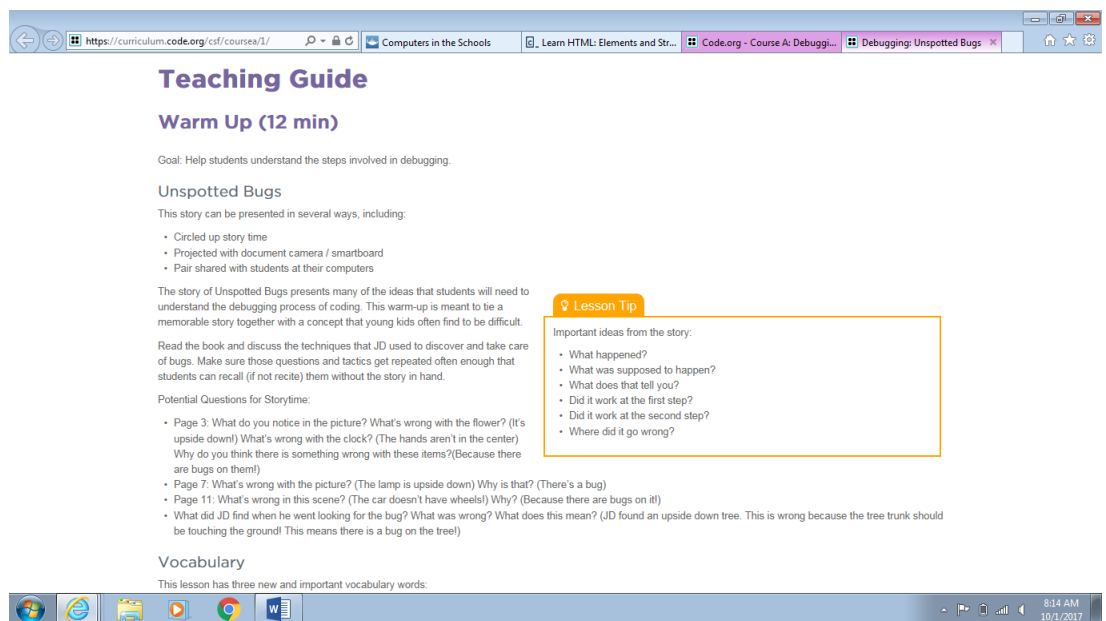 https://curriculum.code.org/csf/coursea/1/
Computers in the Schools
Learn HTML: Elements and Str...
Code.org - Course A: Debuggi...
Debugging: Unspotted Bugs
Teaching Guide
Warm Up (12 min)
Goal: Help students understand the steps involved in debugging.
Unspotted Bugs
This story can be presented in several ways, including:
• Circled up story time
• Projected with document camera / smartboard
• Pair shared with students at their computers
The story of Unspotted Bugs presents many of the ideas that students will need to
understand the debugging process of coding. This warm-up is meant to tie a
memorable story together with a concept that young kids often find to be difficult.
Read the book and discuss the techniques that JD used to discover and take care
of bugs. Make sure those questions and tactics get repeated often enough that
students can recall (if not recite) them without the story in hand.
Potential Questions for Storytime:
• Page 3: What do you notice in the picture? What's wrong with the flower? (It's
upside down!) What's wrong with the clock? (The hands aren't in the center)
Why do you think there is something wrong with these items?(Because there
are bugs on them!)
Lesson Tip
Important ideas from the story:
• What happened?
• What was supposed to happen?
• What does that tell you?
• Did it work at the first step?
• Did it work at the second step?
• Where did it go wrong?
• Page 7: What's wrong with the picture? (The lamp is upside down) Why is that? (There's a bug)
• Page 11: What's wrong in this scene? (The car doesn't have wheels!) Why? (Because there are bugs on it!)
• What did JD find when he went looking for the bug? What was wrong? What does this mean? (JD found an upside down tree. This is wrong because the tree trunk should
be touching the ground! This means there is a bug on the tree!)
Vocabulary
This lesson has three new and important vocabulary words:
8:14 AM
10/1/2017